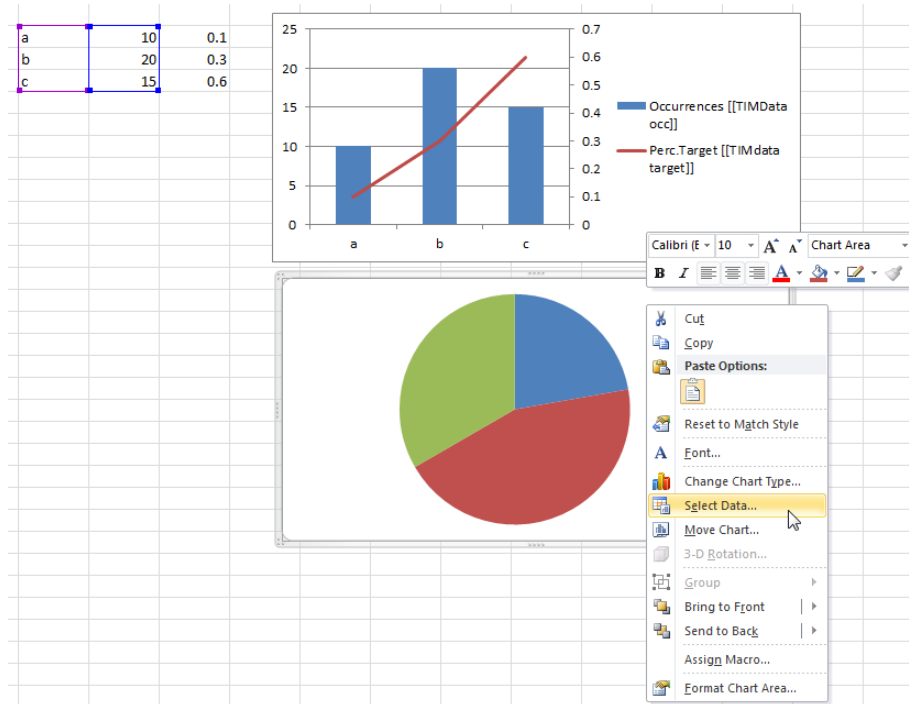 a 10 0.1
b 20 0.3
c 15 0.6
25
20
15
10
5
0
0.7
0.6
0.5
0.4
0.3
0.2
0.1
0
a b c
Occurrences [[TIMData
occ]]
Perc.Target [[TIMdata
target]]
Calibri (E 10 A A Chart Area
B I A
Cut
Copy
Paste Options:
Reset to Match Style
A Font...
Change Chart Type...
Select Data...
Move Chart...
3-D Rotation...
Group
Bring to Front
Send to Back
Assign Macro...
Format Chart Area...